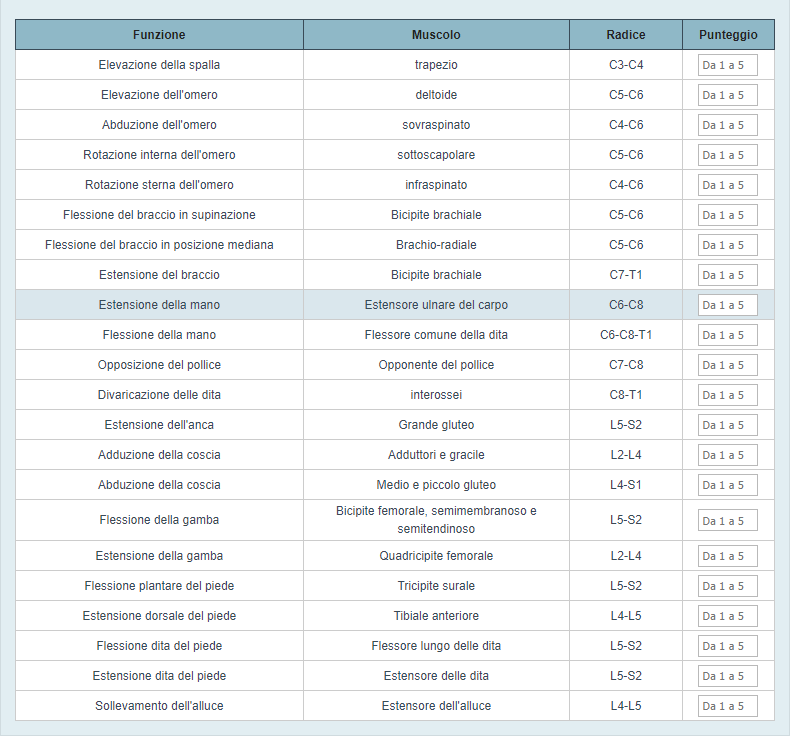 Funzione Muscolo Radice Punteggio
Elevazione della spalla trapezio C3-C4 Da 1 a 5
Elevazione dell'omero deltoide C5-C6 Da 1 a 5
Abduzione dell'omero sovraspinato C4-C6 Da 1 a 5
Rotazione interna dell'omero sottoscapolare C5-C6 Da 1 a 5
Rotazione sterna dell'omero infraspinato C4-C6 Da 1 a 5
Flessione del braccio in supinazione Bicipite brachiale C5-C6 Da 1 a 5
Flessione del braccio in posizione mediana Brachio-radiale C5-C6 Da 1 a 5
Estensione del braccio Bicipite brachiale C7-T1 Da 1 a 5
Estensione della mano Estensore ulnare del carpo C6-C8 Da 1 a 5
Flessione della mano Flessore comune della dita C6-C8-T1 Da 1 a 5
Opposizione del pollice Opponente del pollice C7-C8 Da 1 a 5
Divaricazione delle dita interossei C8-T1 Da 1 a 5
Estensione dell'anca Grande gluteo L5-S2 Da 1 a 5
Adduzione della coscia Adduttori e gracile L2-L4 Da 1 a 5
Abduzione della coscia Medio e piccolo gluteo L4-S1 Da 1 a 5
Flessione della gamba Bicipite femorale, semimembranoso e
semitendinoso L5-S2 Da 1 a 5
Estensione della gamba Quadricipite femorale L2-L4 Da 1 a 5
Flessione plantare del piede Tricipite surale L5-S2 Da 1 a 5
Estensione dorsale del piede Tibiale anteriore L4-L5 Da 1 a 5
Flessione dita del piede Flessore lungo delle dita L5-S2 Da 1 a 5
Estensione dita del piede Estensore delle dita L5-S2 Da 1 a 5
Sollevamento dell'alluce Estensore dell'alluce L4-L5 Da 1 a 5